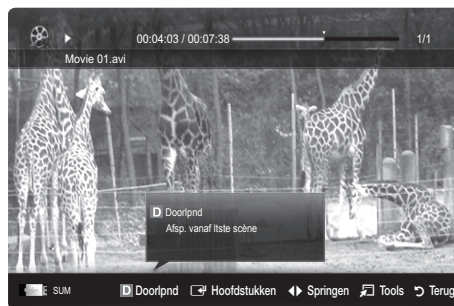 00:04:03 / 00:07:38 1/1
Movie 01.avi
D Doorlpnd
Afsp. vanaf ltste scène
SUM D Doorlpnd Hoofdstukken Springen Tools Terug